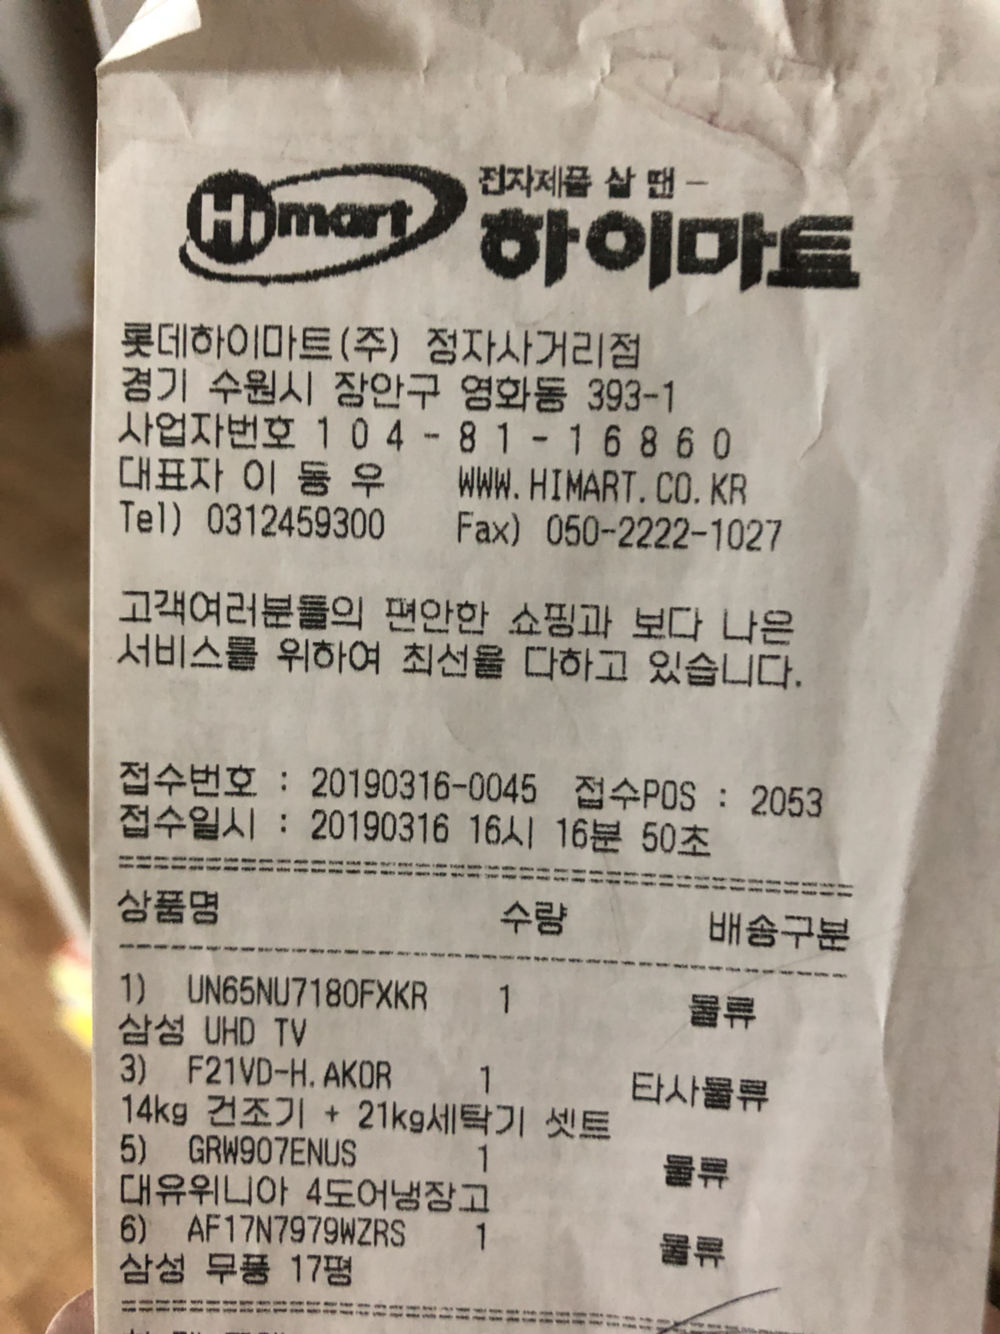 Himart 전자제품 살 땐 –
하이마트
롯데하이마트(주) 정자사거리점
경기 수원시 장안구 영화동 393-1
사업자번호 1 0 4 - 8 1 - 1 6 8 6 0
대표자 이 동 우 WWW.HIMART.CO.KR
Tel) 0312459300 Fax) 050-2222-1027
고객여러분들의 편안한 쇼핑과 보다 나은
서비스를 위하여 최선을 다하고 있습니다.
접수번호 : 20190316-0045 접수POS : 2053
접수일시 : 20190316 16시 16분 50초
상품명 수량 배송구분
1) UN65NU7180FXKR 1 물류
삼성 UHD TV
3) F21VD-H.AKOR 1 타사물류
14kg 건조기 + 21kg세탁기 셋트
5) GRW907ENUS 1 물류
대유위니아 4도어냉장고
6) AF17N7979WZRS 1 물류
삼성 무풍 17평